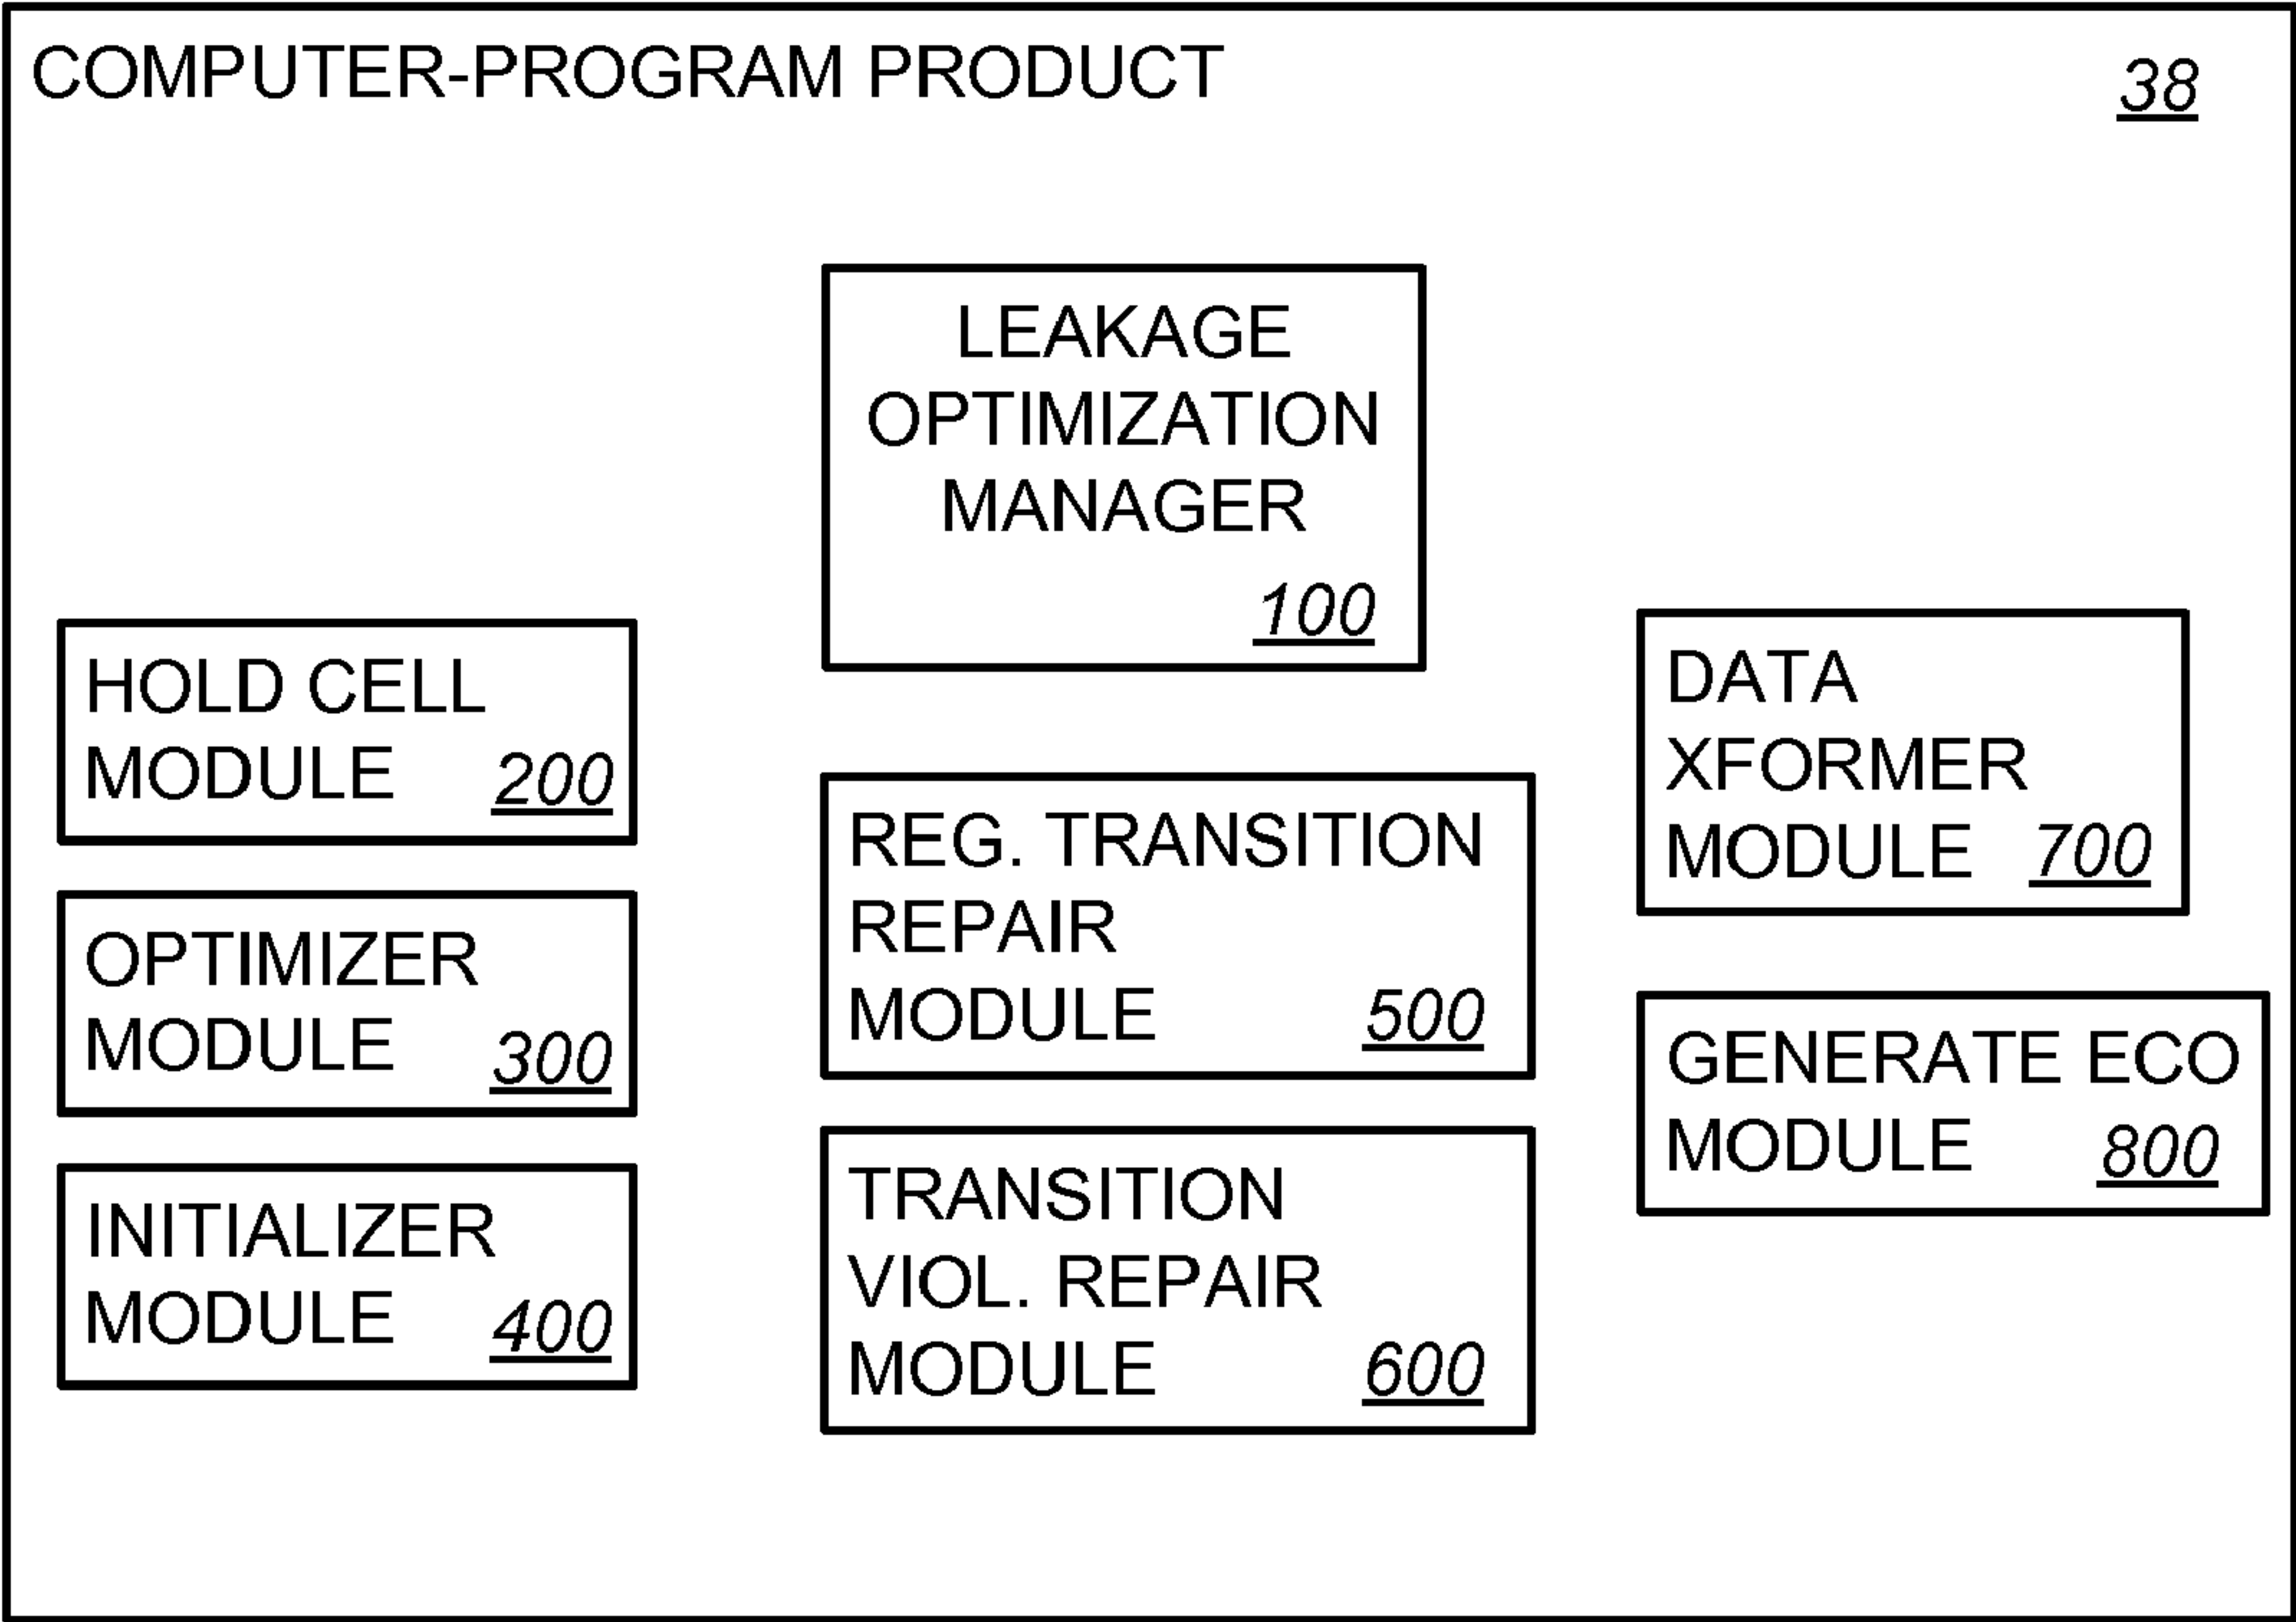 COMPUTER-PROGRAM PRODUCT 38
LEAKAGE
OPTIMIZATION
MANAGER
100
HOLD CELL
MODULE 200
OPTIMIZER
MODULE 300
INITIALIZER
MODULE 400
REG. TRANSITION
REPAIR
MODULE 500
TRANSITION
VIOL. REPAIR
MODULE 600
DATA
XFORMER
MODULE 700
GENERATE ECO
MODULE 800